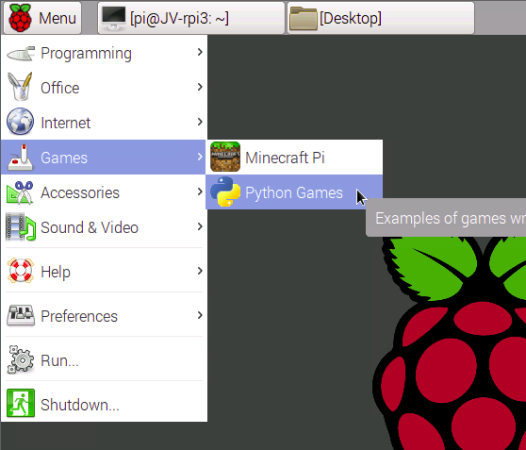 Menu
[pi@JV-rpi3: ~]
[Desktop]
Programming
Office
Internet
Games
Minecraft Pi
Accessories
Python Games
Examples of games wr
Sound & Video
Help
Preferences
Run...
Shutdown...